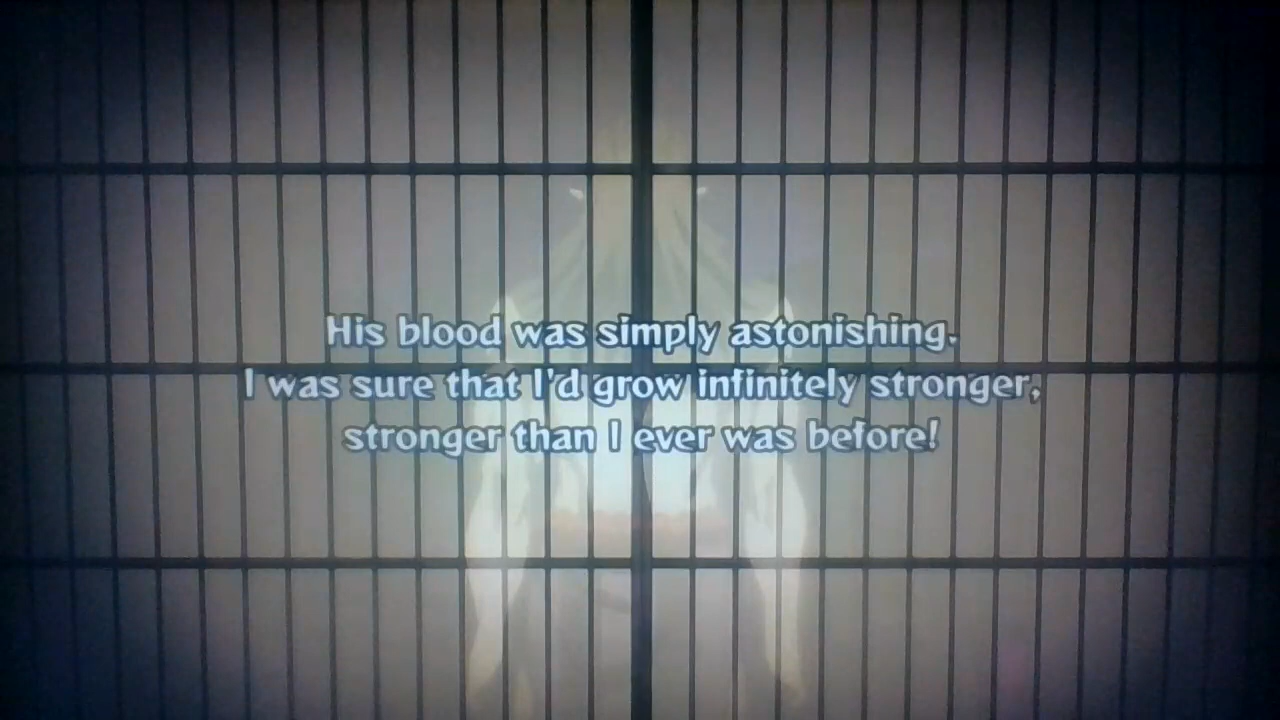 His blood was simply astonishing.
I was sure that I'd grow infinitely stronger,
stronger than I ever was before!